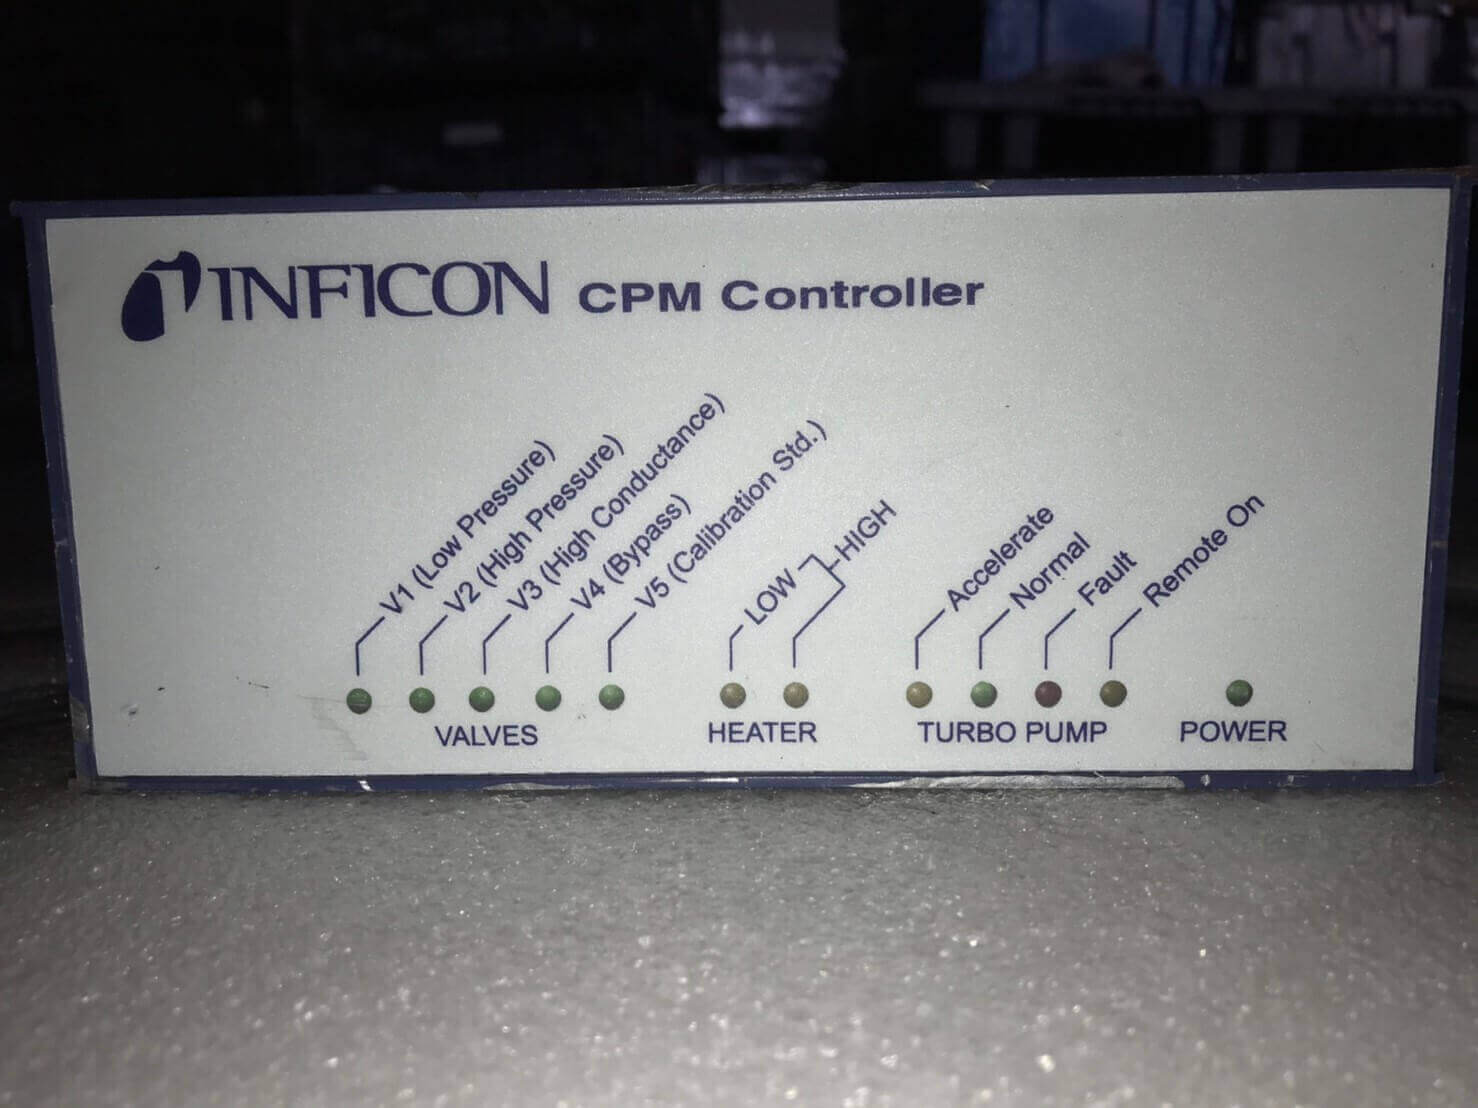 INFICON CPM Controller
V1 (Low Pressure)
V2 (High Pressure)
V3 (High Conductance)
V4 (Bypass)
V5 (Calibration Std.)
LOW
HIGH
Accelerate
Normal
Fault
Remote On
VALVES
HEATER
TURBO PUMP
POWER